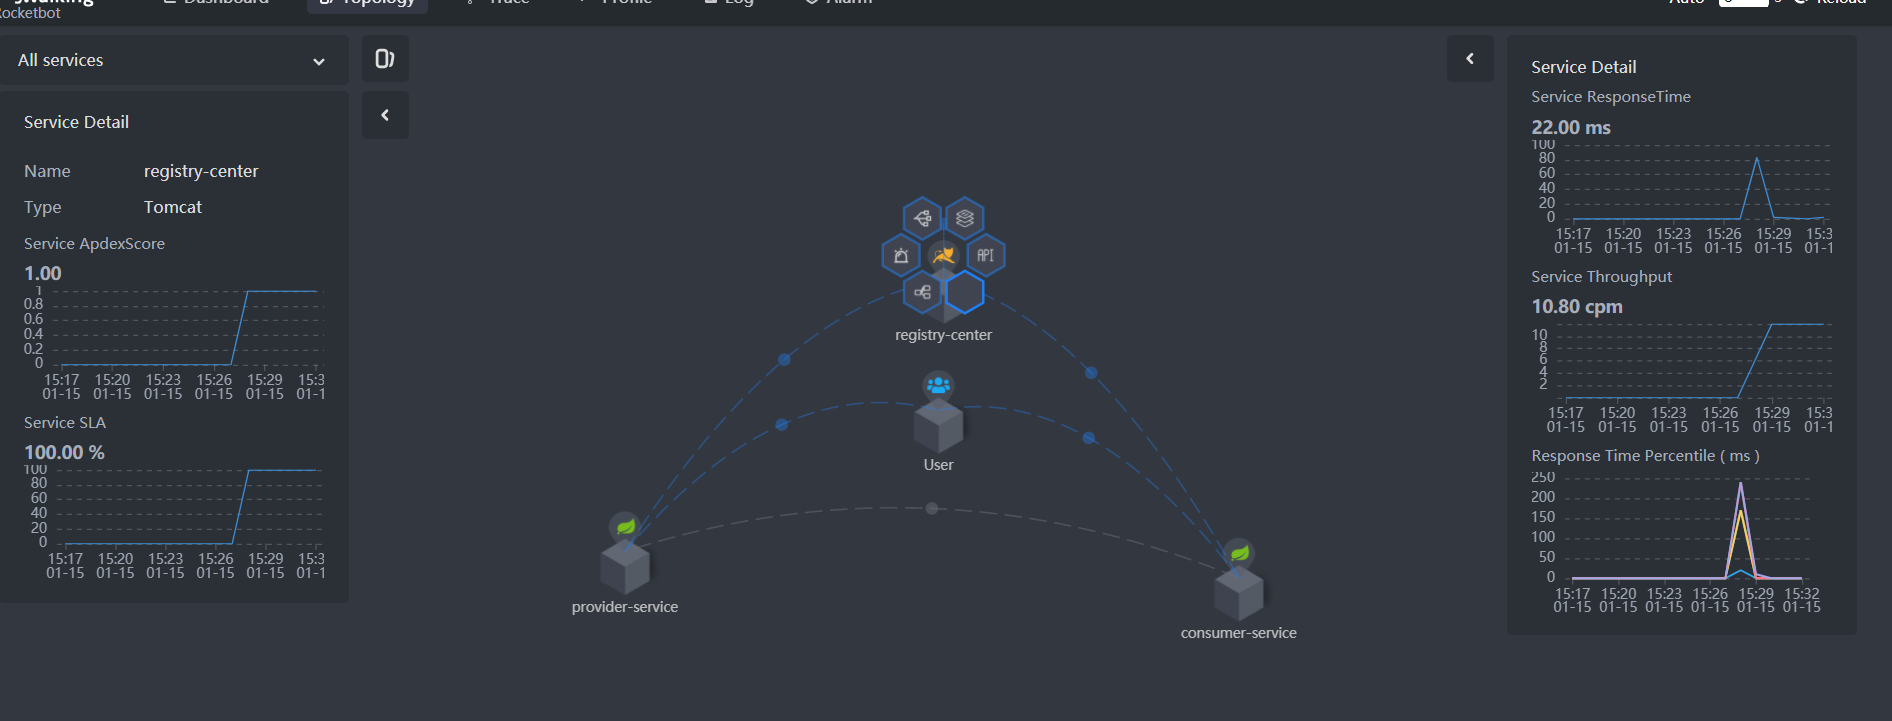 Rocketbot
Dashboard
Topology
Trace
Profile
Log
Alarm
Auto
s
Reload
All services
Service Detail
Name registry-center
Type Tomcat
Service ApdexScore
1.00
1
0.8
0.6
0.4
0.2
0
15:17 15:20 15:23 15:26 15:29 15:3
01-15 01-15 01-15 01-15 01-15 01-1
Service SLA
100.00 %
100
80
60
40
20
0
15:17 15:20 15:23 15:26 15:29 15:3
01-15 01-15 01-15 01-15 01-15 01-1
API
registry-center
User
provider-service
consumer-service
Service Detail
Service ResponseTime
22.00 ms
100
80
60
40
20
0
15:17 15:20 15:23 15:26 15:29 15:3
01-15 01-15 01-15 01-15 01-15 01-1
Service Throughput
10.80 cpm
10
8
6
4
2
15:17 15:20 15:23 15:26 15:29 15:3
01-15 01-15 01-15 01-15 01-15 01-1
Response Time Percentile ( ms )
250
200
150
100
50
0
15:17 15:20 15:23 15:26 15:29 15:32
01-15 01-15 01-15 01-15 01-15 01-15